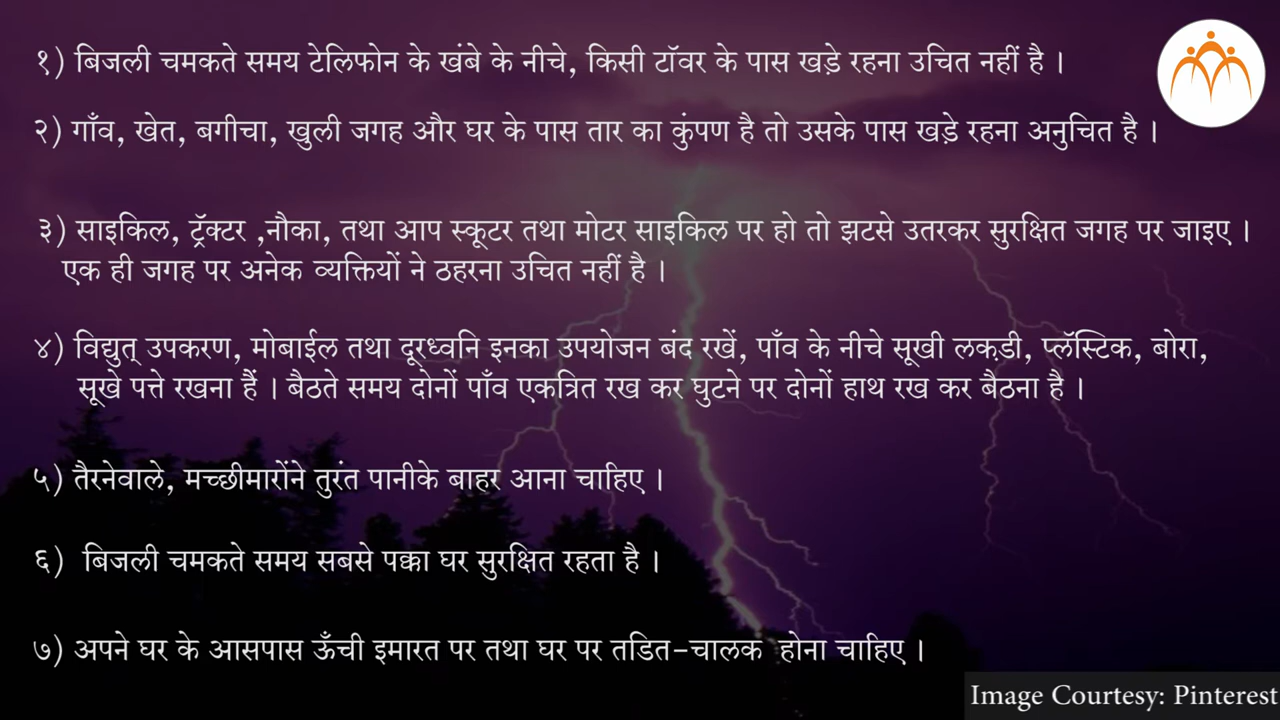 १) बिजली चमकते समय टेलिफोन के खंबे के नीचे, किसी टॉवर के पास खड़े रहना उचित नहीं है ।
२) गाँव, खेत, बगीचा, खुली जगह और घर के पास तार का कुंपण है तो उसके पास खड़े रहना अनुचित है ।
३) साइकिल, ट्रॅक्टर ,नौका, तथा आप स्कूटर तथा मोटर साइकिल पर हो तो झटसे उतरकर सुरक्षित जगह पर जाइए ।
एक ही जगह पर अनेक व्यक्तियों ने ठहरना उचित नहीं है ।
४) विद्युत् उपकरण, मोबाईल तथा दूरध्वनि इनका उपयोजन बंद रखें, पाँव के नीचे सूखी लकड़ी, प्लॅस्टिक, बोरा,
सूखे पत्ते रखना हैं । बैठते समय दोनों पाँव एकत्रित रख कर घुटने पर दोनों हाथ रख कर बैठना है ।
५) तैरनेवाले, मच्छीमारोंने तुरंत पानीके बाहर आना चाहिए ।
६) बिजली चमकते समय सबसे पक्का घर सुरक्षित रहता है ।
७) अपने घर के आसपास ऊँची इमारत पर तथा घर पर तडित-चालक होना चाहिए ।
Image Courtesy: Pinterest